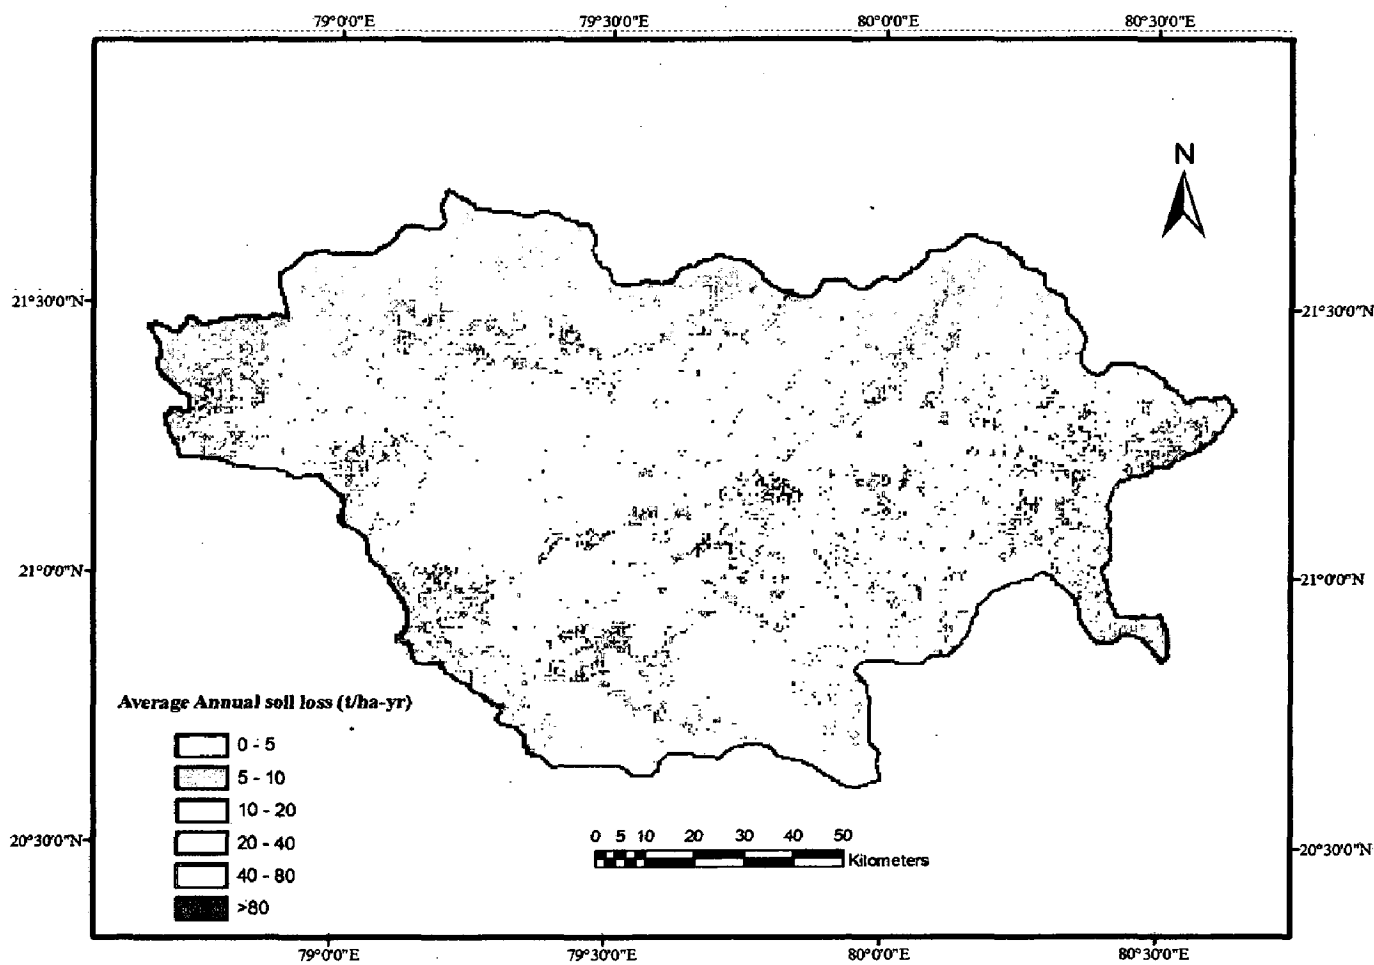 79°0'0"E 79°30'0"E 80°0'0"E 80°30'0"E
N
21°30'0"N 21°30'0"N
21°0'0"N 21°0'0"N
Average Annual soil loss (t/ha-yr)
0 - 5
5 - 10
10 - 20
20 - 40
40 - 80
>80
0 5 10 20 30 40 50
Kilometers
20°30'0"N 20°30'0"N
79°0'0"E 79°30'0"E 80°0'0"E 80°30'0"E